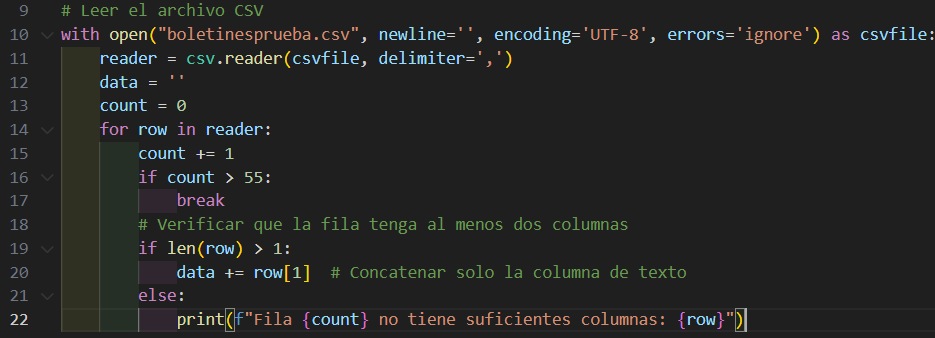 9 # Leer el archivo CSV
10 with open("boletinesprueba.csv", newline='', encoding='UTF-8', errors='ignore') as csvfile:
11 reader = csv.reader(csvfile, delimiter=',')
12 data = ''
13 count = 0
14 for row in reader:
15 count += 1
16 if count > 55:
17 break
18 # Verificar que la fila tenga al menos dos columnas
19 if len(row) > 1:
20 data += row[1]  # Concatenar solo la columna de texto
21 else:
22 print(f"Fila {count} no tiene suficientes columnas: {row}")